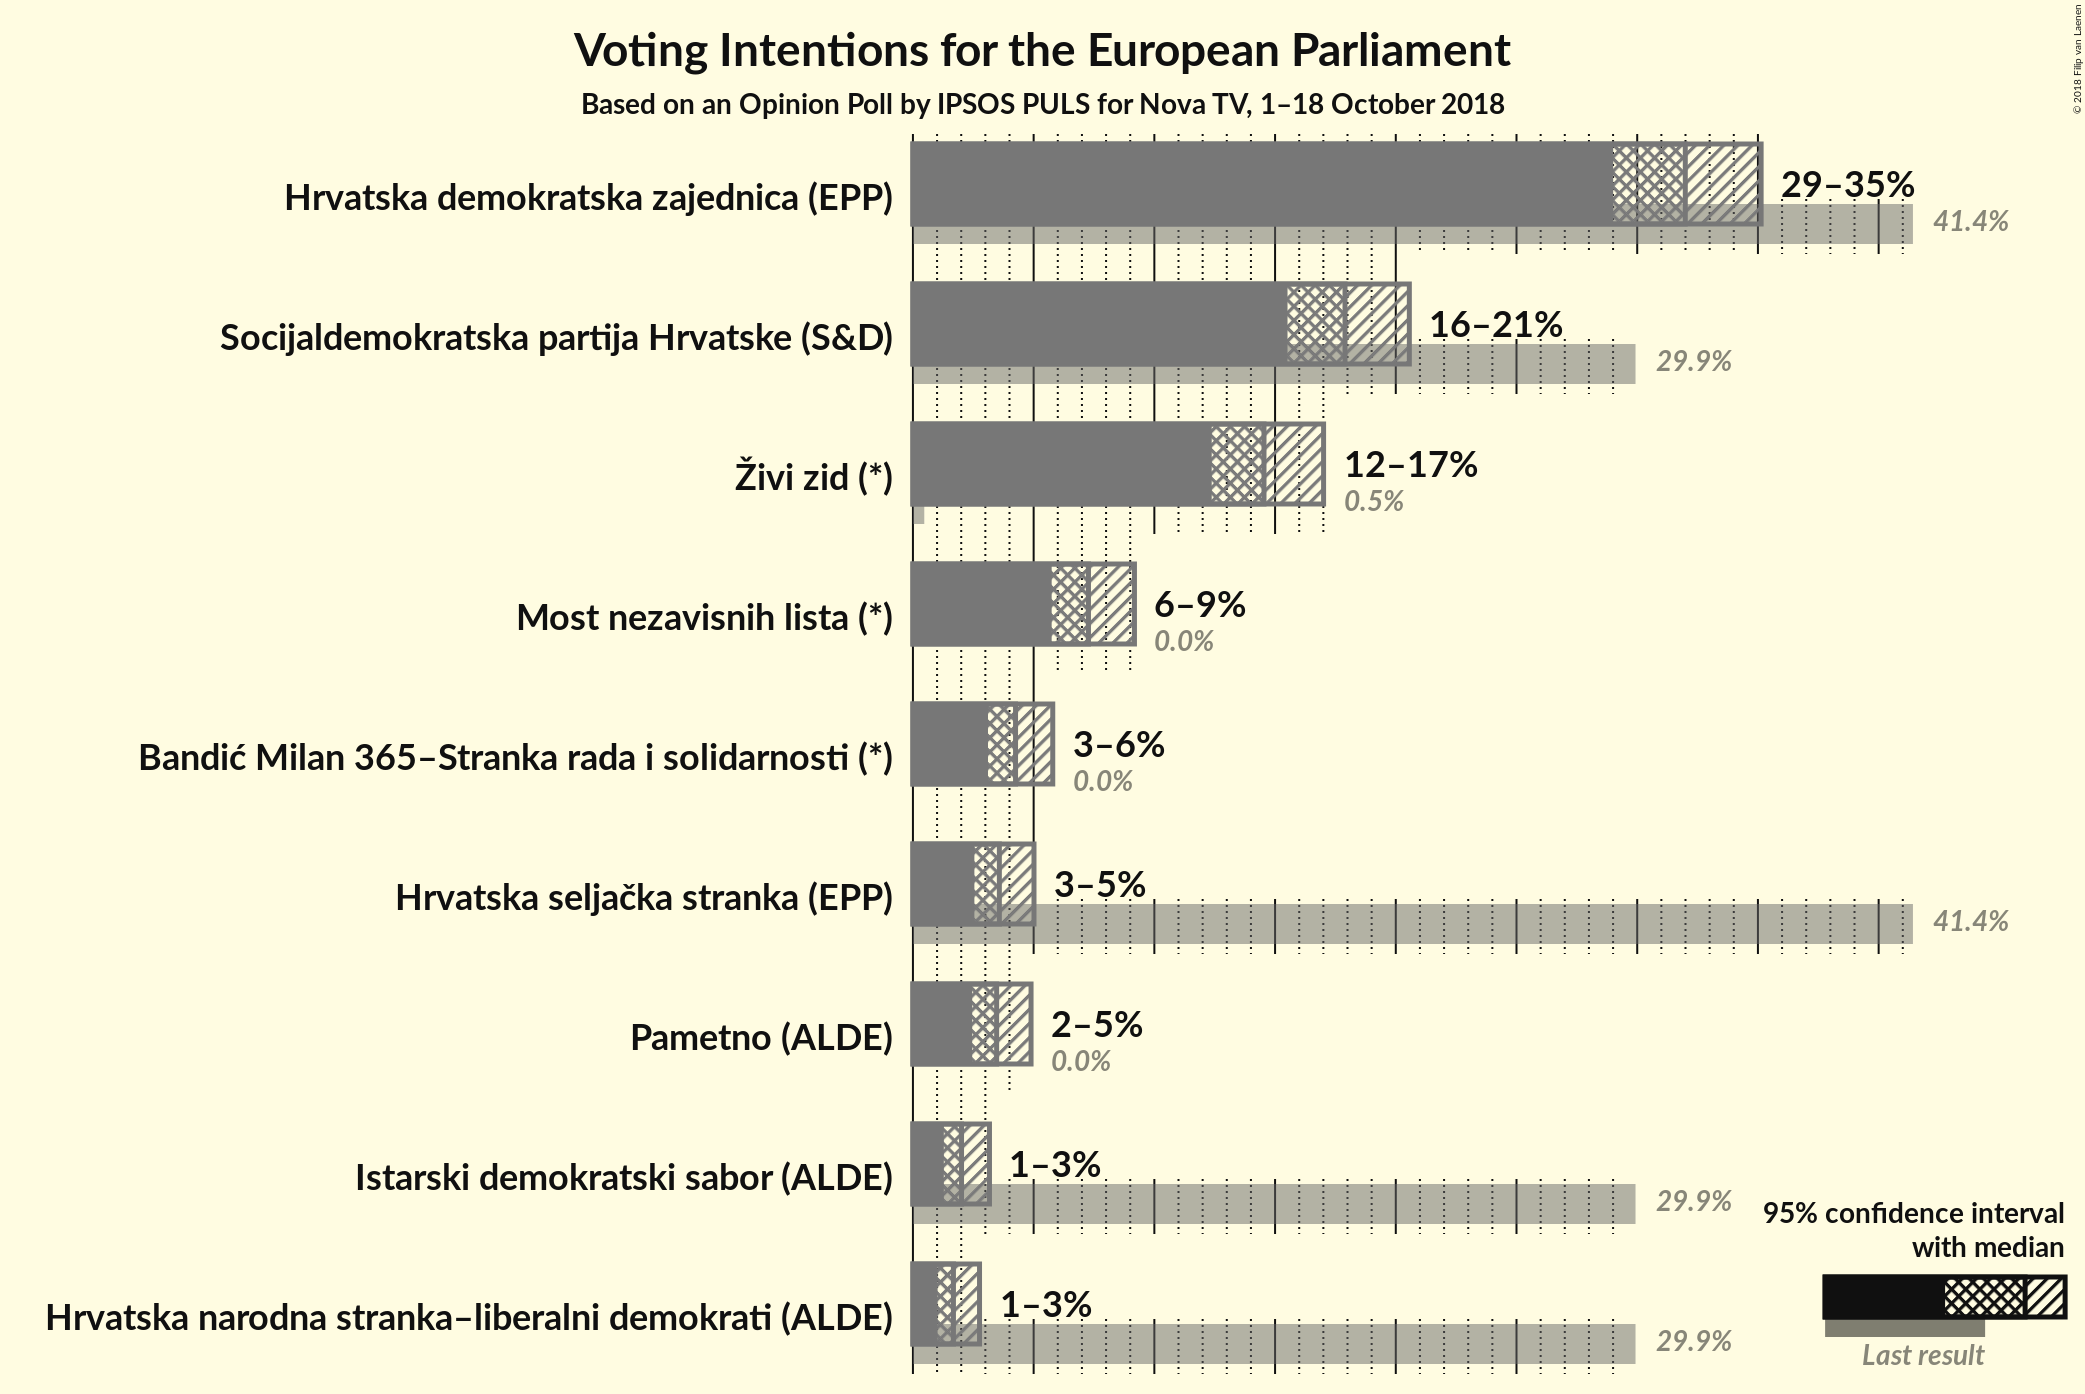 Voting Intentions for the European Parliament
Based on an Opinion Poll by IPSOS PULS for Nova TV, 1–18 October 2018
© 2018 Filip van Laenen
Hrvatska demokratska zajednica (EPP)
29–35%
41.4%
Socijaldemokratska partija Hrvatske (S&D)
16–21%
29.9%
Živi zid (*)
12–17%
0.5%
Most nezavisnih lista (*)
6–9%
0.0%
Bandić Milan 365–Stranka rada i solidarnosti (*)
3–6%
0.0%
Hrvatska seljačka stranka (EPP)
3–5%
41.4%
Pametno (ALDE)
2–5%
0.0%
Istarski demokratski sabor (ALDE)
1–3%
29.9%
Hrvatska narodna stranka–liberalni demokrati (ALDE)
1–3%
29.9%
95% confidence interval
with median
Last result